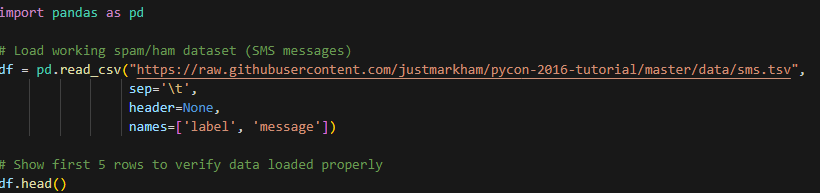 import pandas as pd
# Load working spam/ham dataset (SMS messages)
df = pd.read_csv("https://raw.githubusercontent.com/justmarkham/pycon-2016-tutorial/master/data/sms.tsv",
sep='\t',
header=None,
names=['label', 'message'])
# Show first 5 rows to verify data loaded properly
df.head()